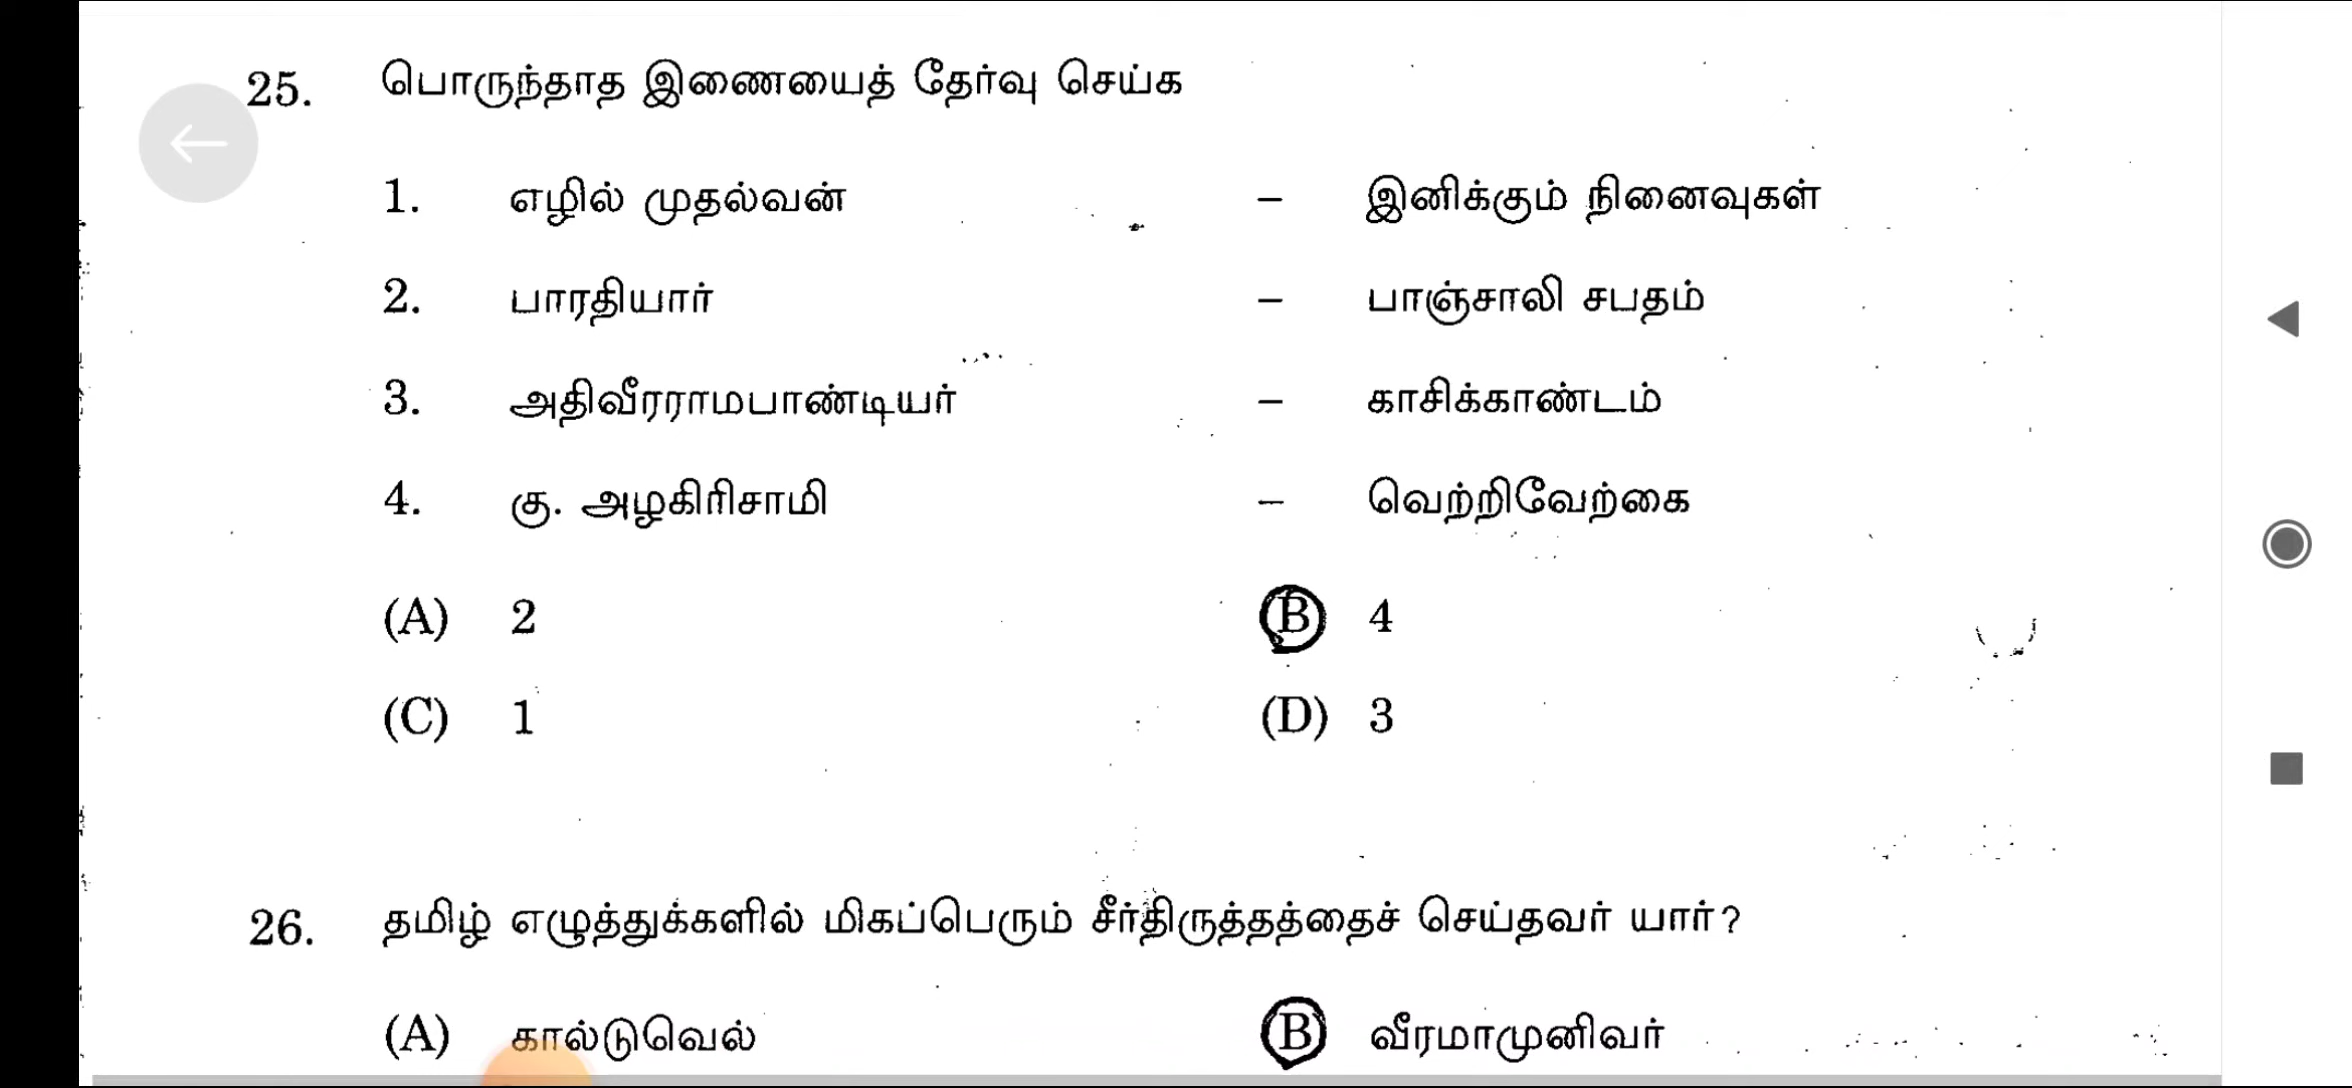 25. பொருந்தாத இணையைத் தேர்வு செய்க
1. எழில் முதல்வன் – இனிக்கும் நினைவுகள்
2. பாரதியார் – பாஞ்சாலி சபதம்
3. அதிவீரராமபாண்டியர் – காசிக்காண்டம்
4. கு. அழகிரிசாமி – வெற்றிவேற்கை
(A) 2 (B) 4
(C) 1 (D) 3
26. தமிழ் எழுத்துக்களில் மிகப்பெரும் சீர்திருத்தத்தைச் செய்தவர் யார்?
(A) கால்டுவெல் (B) வீரமாமுனிவர்